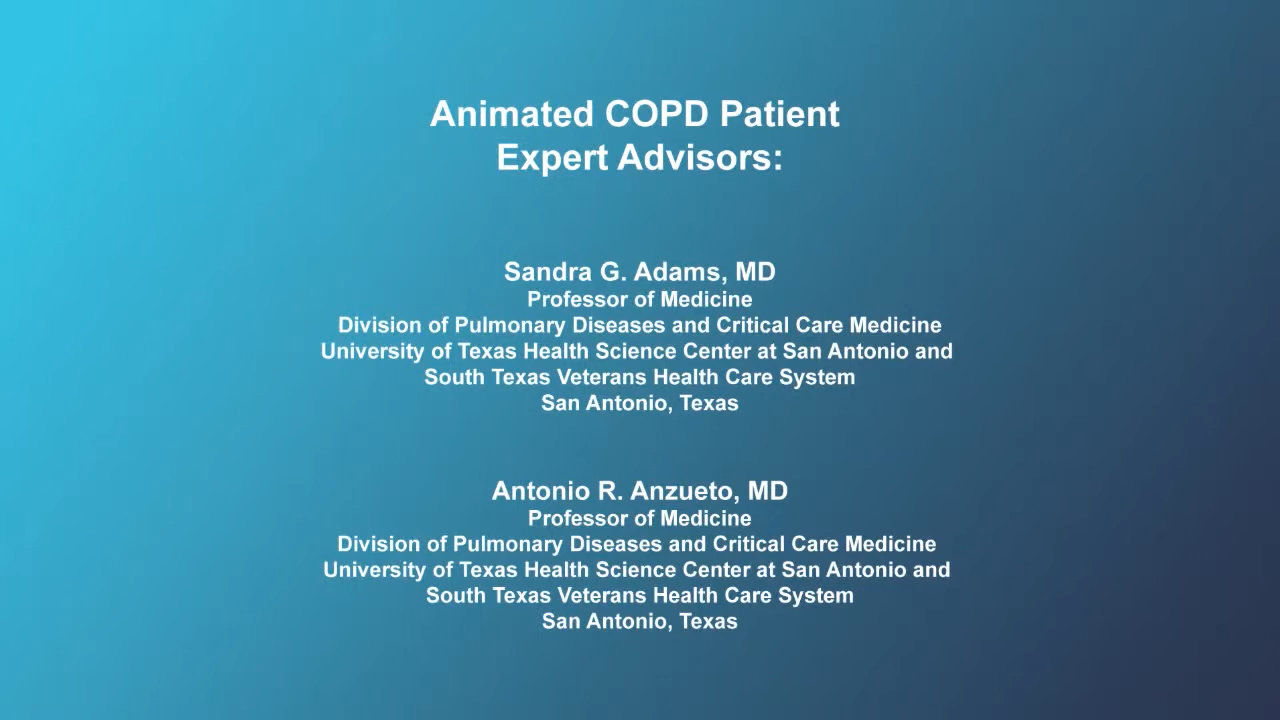 Animated COPD Patient
Expert Advisors:
Sandra G. Adams, MD
Professor of Medicine
Division of Pulmonary Diseases and Critical Care Medicine
University of Texas Health Science Center at San Antonio and
South Texas Veterans Health Care System
San Antonio, Texas
Antonio R. Anzueto, MD
Professor of Medicine
Division of Pulmonary Diseases and Critical Care Medicine
University of Texas Health Science Center at San Antonio and
South Texas Veterans Health Care System
San Antonio, Texas